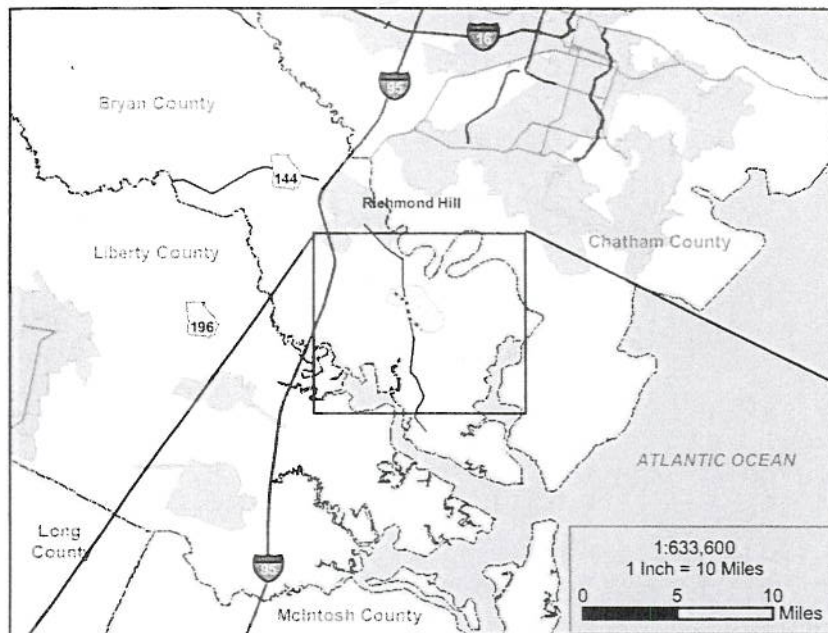 16
95
Bryan County
144
Richmond Hill
Liberty County
Chatham County
196
ATLANTIC OCEAN
Long
County
95
McIntosh County
1:633,600
1 Inch = 10 Miles
0 5 10
Miles